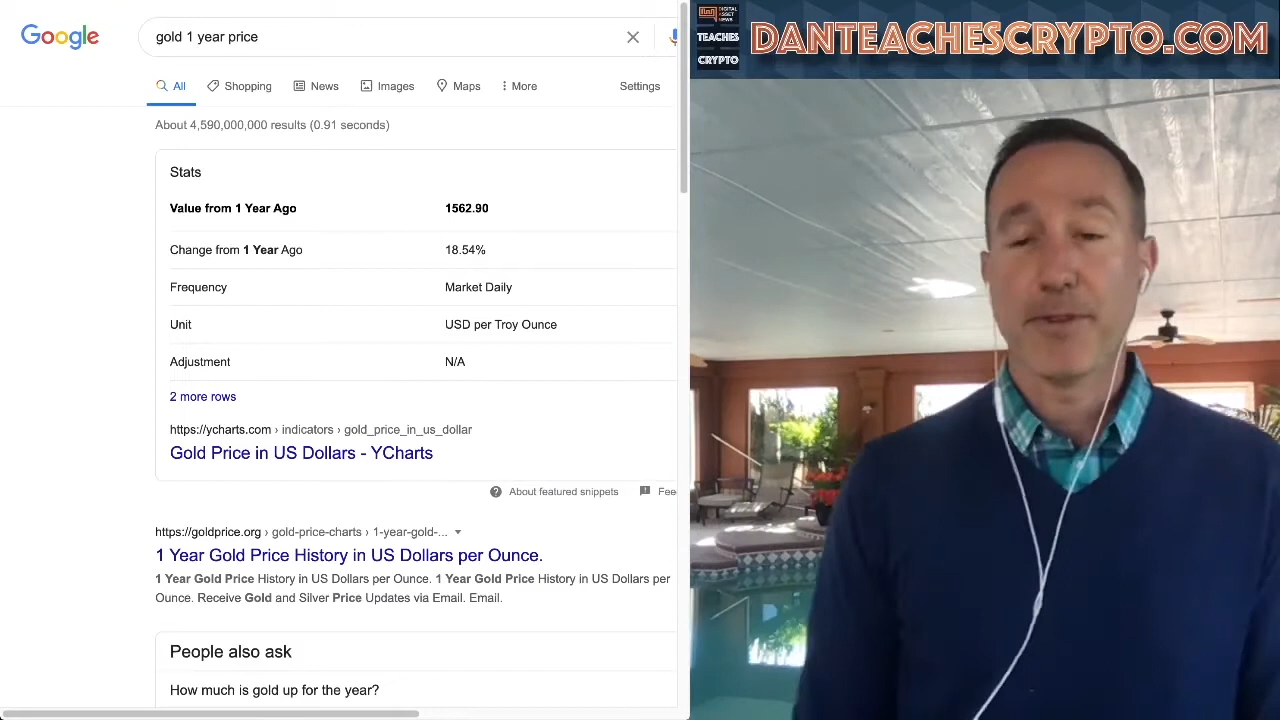 Google
gold 1 year price
All
Shopping
News
Images
Maps
More
Settings
About 4,590,000,000 results (0.91 seconds)
Stats
Value from 1 Year Ago 1562.90
Change from 1 Year Ago 18.54%
Frequency Market Daily
Unit USD per Troy Ounce
Adjustment N/A
2 more rows
https://ycharts.com › indicators › gold_price_in_us_dollar
Gold Price in US Dollars - YCharts
About featured snippets
Fee
https://goldprice.org › gold-price-charts › 1-year-gold-...
1 Year Gold Price History in US Dollars per Ounce.
1 Year Gold Price History in US Dollars per Ounce. 1 Year Gold Price History in US Dollars per
Ounce. Receive Gold and Silver Price Updates via Email. Email.
People also ask
How much is gold up for the year?
DIGITAL
ASSET
NEWS
TEACHES
CRYPTO
DANTEACHESCRYPTO.COM